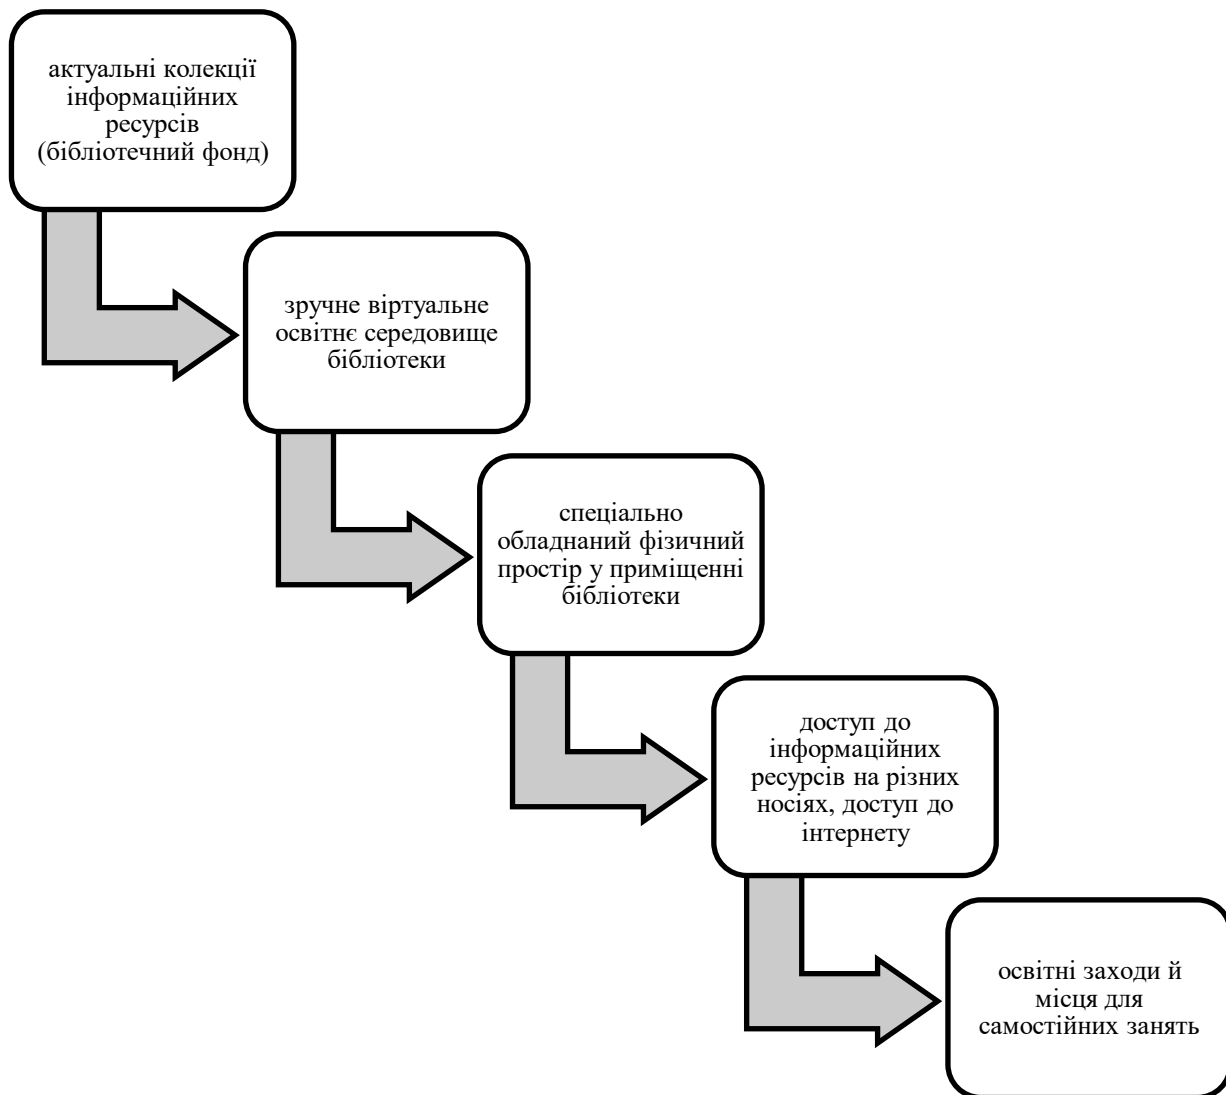 актуальні колекції
інформаційних
ресурсів
(бібліотечний фонд)
зручне віртуальне
освітнє середовище
бібліотеки
спеціально
обладнаний фізичний
простір у приміщенні
бібліотеки
доступ до
інформаційних
ресурсів на різних
носіях, доступ до
інтернету
освітні заходи й
місця для
самостійних занять